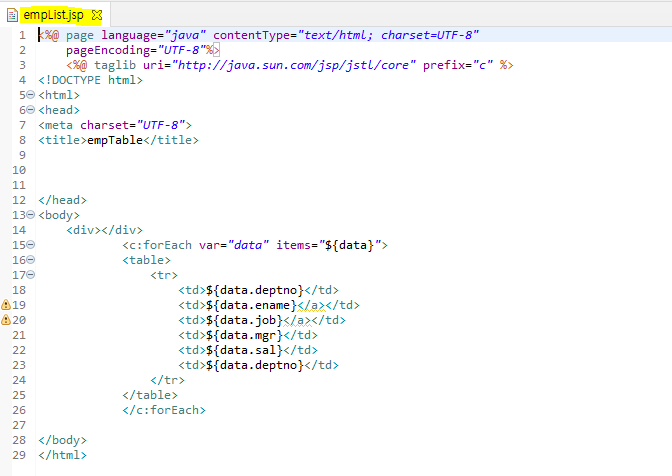 empList.jsp
1 <%@ page language="java" contentType="text/html; charset=UTF-8"
2 pageEncoding="UTF-8"%>
3 <%@ taglib uri="http://java.sun.com/jsp/jstl/core" prefix="c" %>
4 <!DOCTYPE html>
5 <html>
6 <head>
7 <meta charset="UTF-8">
8 <title>empTable</title>
9
10
11
12 </head>
13 <body>
14 <div></div>
15 <c:forEach var="data" items="${data}">
16 <table>
17 <tr>
18 <td>${data.deptno}</td>
19 <td>${data.ename}</a></td>
20 <td>${data.job}</a></td>
21 <td>${data.mgr}</td>
22 <td>${data.sal}</td>
23 <td>${data.deptno}</td>
24 </tr>
25 </table>
26 </c:forEach>
27
28 </body>
29 </html>